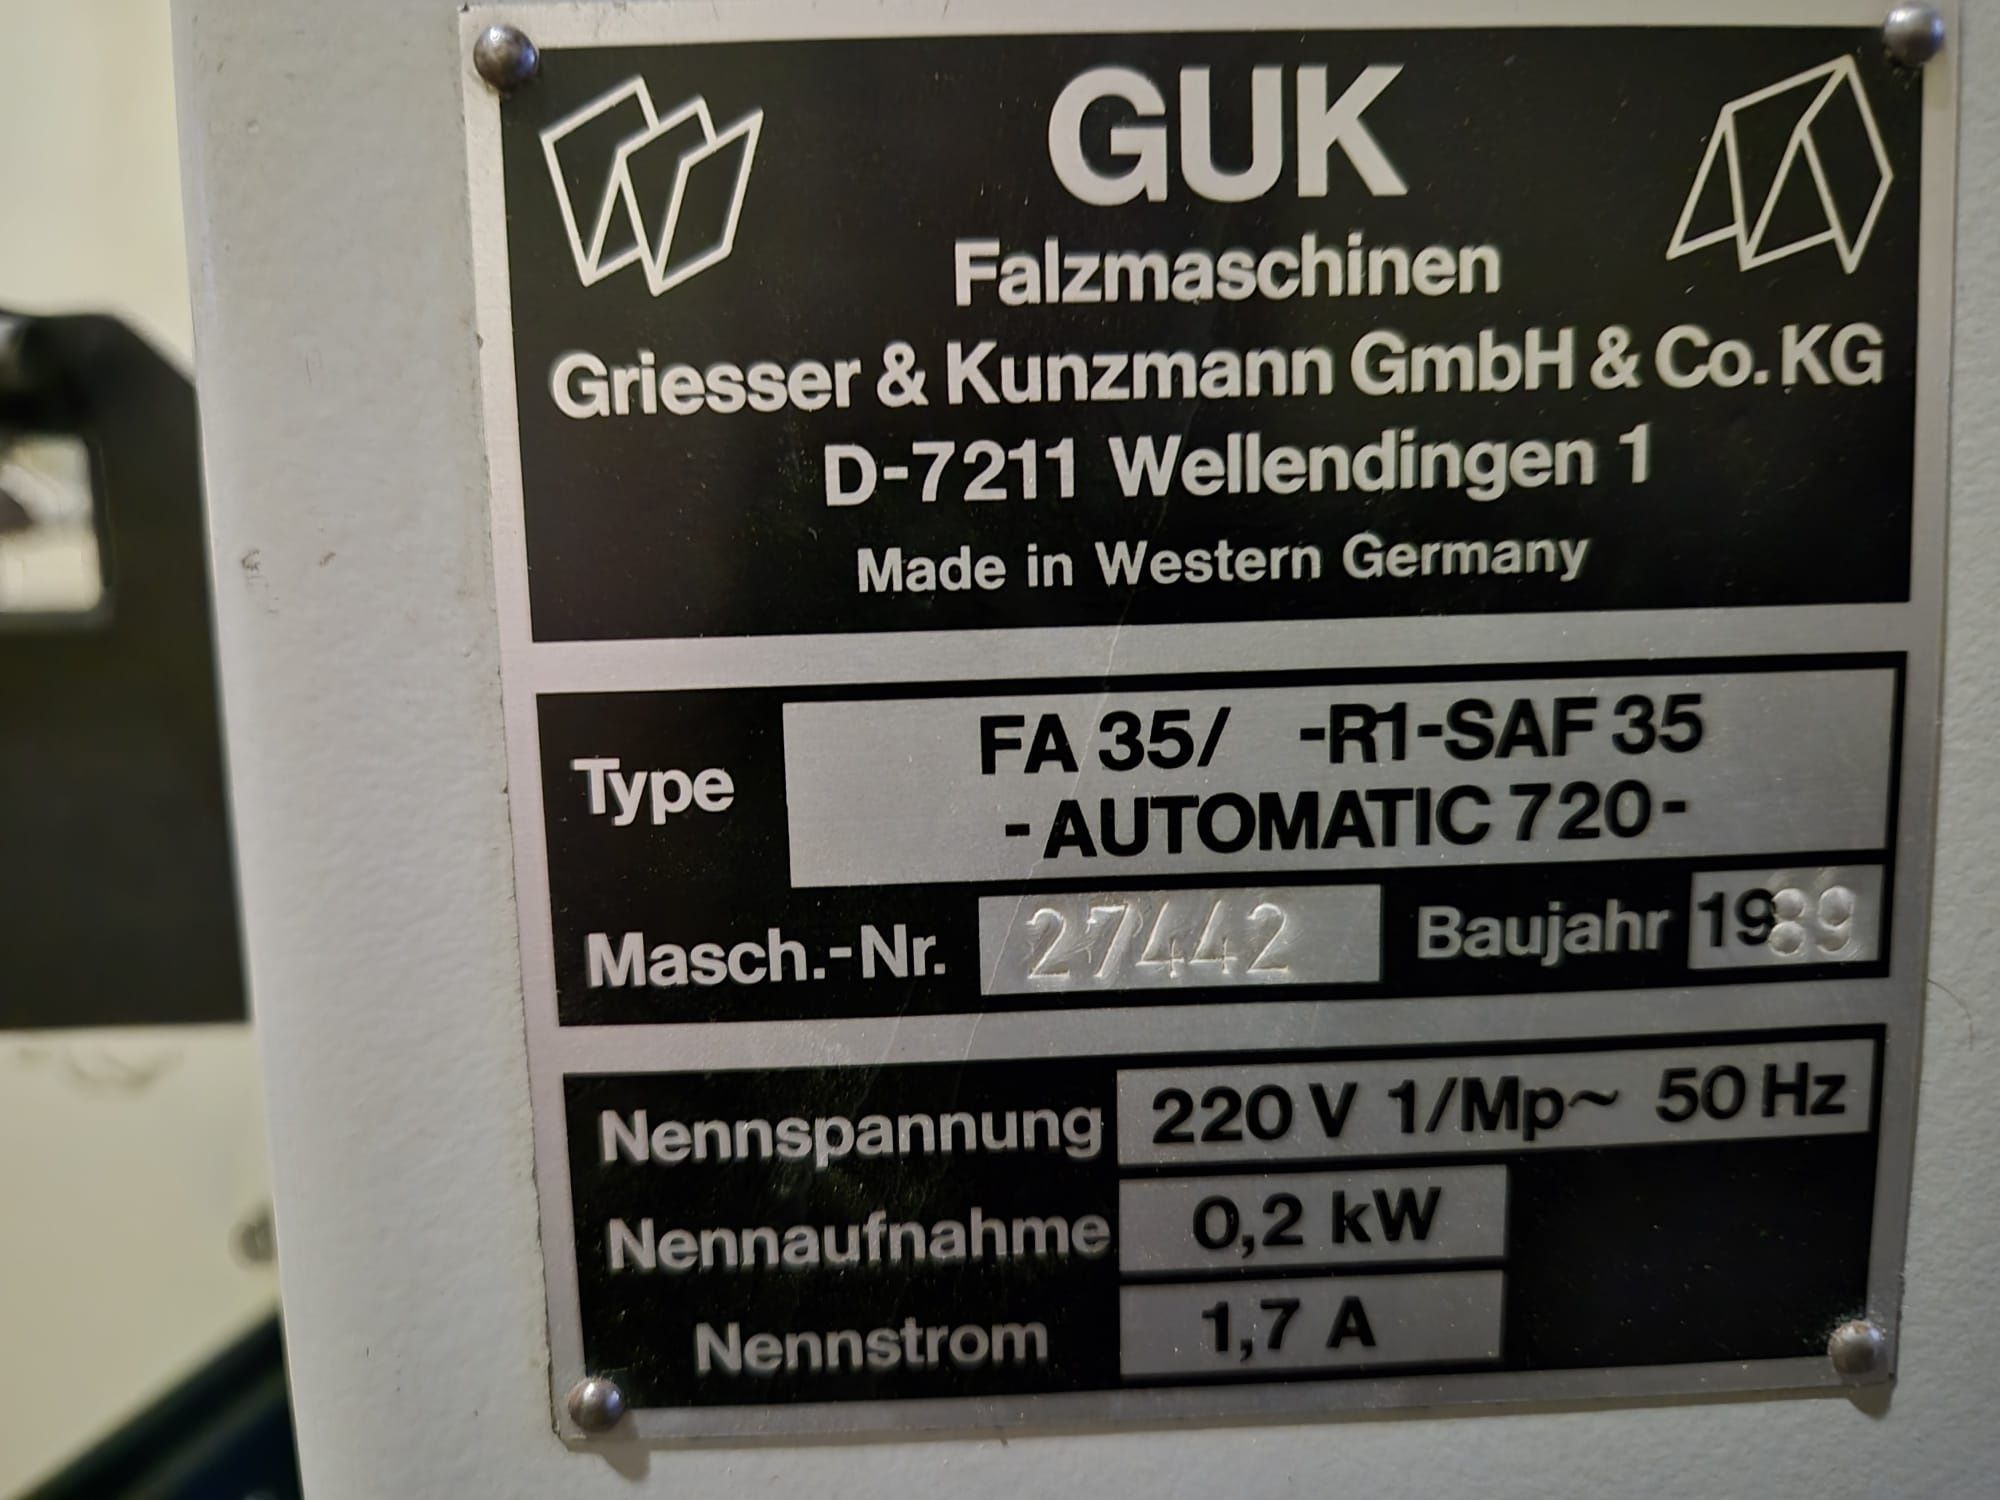 GUK
Falzmaschinen
Griesser & Kunzmann GmbH & Co. KG
D-7211 Wellendingen 1
Made in Western Germany
Type FA 35/ -R1-SAF 35
-AUTOMATIC 720-
Masch.-Nr. 27442 Baujahr 1989
Nennspannung 220 V 1/Mp~ 50 Hz
Nennaufnahme 0,2 kW
Nennstrom 1,7 A